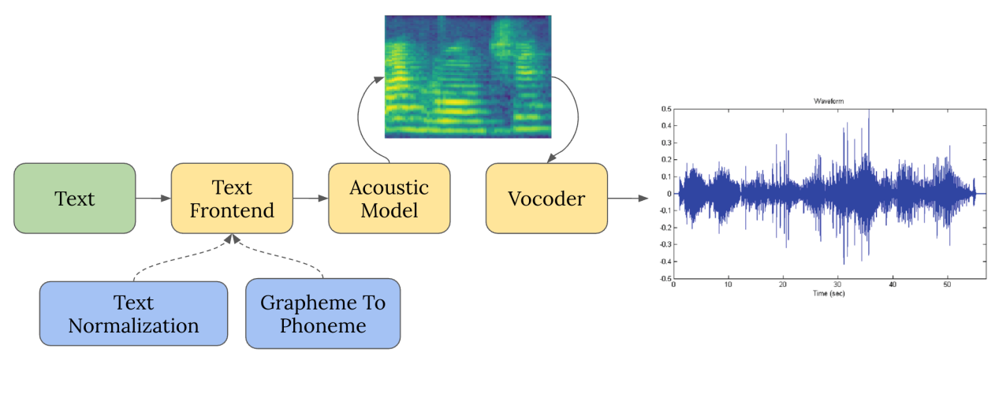 Text
Text
Frontend
Acoustic
Model
Vocoder
Text
Normalization
Grapheme To
Phoneme
Waveform
0.5
0.4
0.3
0.2
0.1
0
-0.1
-0.2
-0.3
-0.4
-0.5
0 10 20 30 40 50
Time (sec)